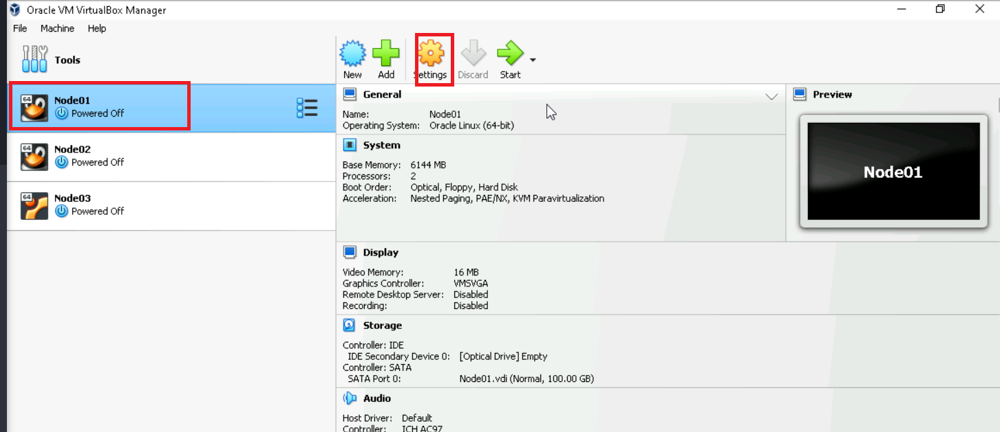 Oracle VM VirtualBox Manager
File Machine Help
Tools
New Add Settings Discard Start
64 Node01
Powered Off
64 Node02
Powered Off
64 Node03
Powered Off
General
Name: Node01
Operating System: Oracle Linux (64-bit)
System
Base Memory: 6144 MB
Processors: 2
Boot Order: Optical, Floppy, Hard Disk
Acceleration: Nested Paging, PAE/NX, KVM Paravirtualization
Preview
Node01
Display
Video Memory: 16 MB
Graphics Controller: VMSVGA
Remote Desktop Server: Disabled
Recording: Disabled
Storage
Controller: IDE
IDE Secondary Device 0: [Optical Drive] Empty
Controller: SATA
SATA Port 0: Node01.vdi (Normal, 100.00 GB)
Audio
Host Driver: Default
Controller: ICH AC97